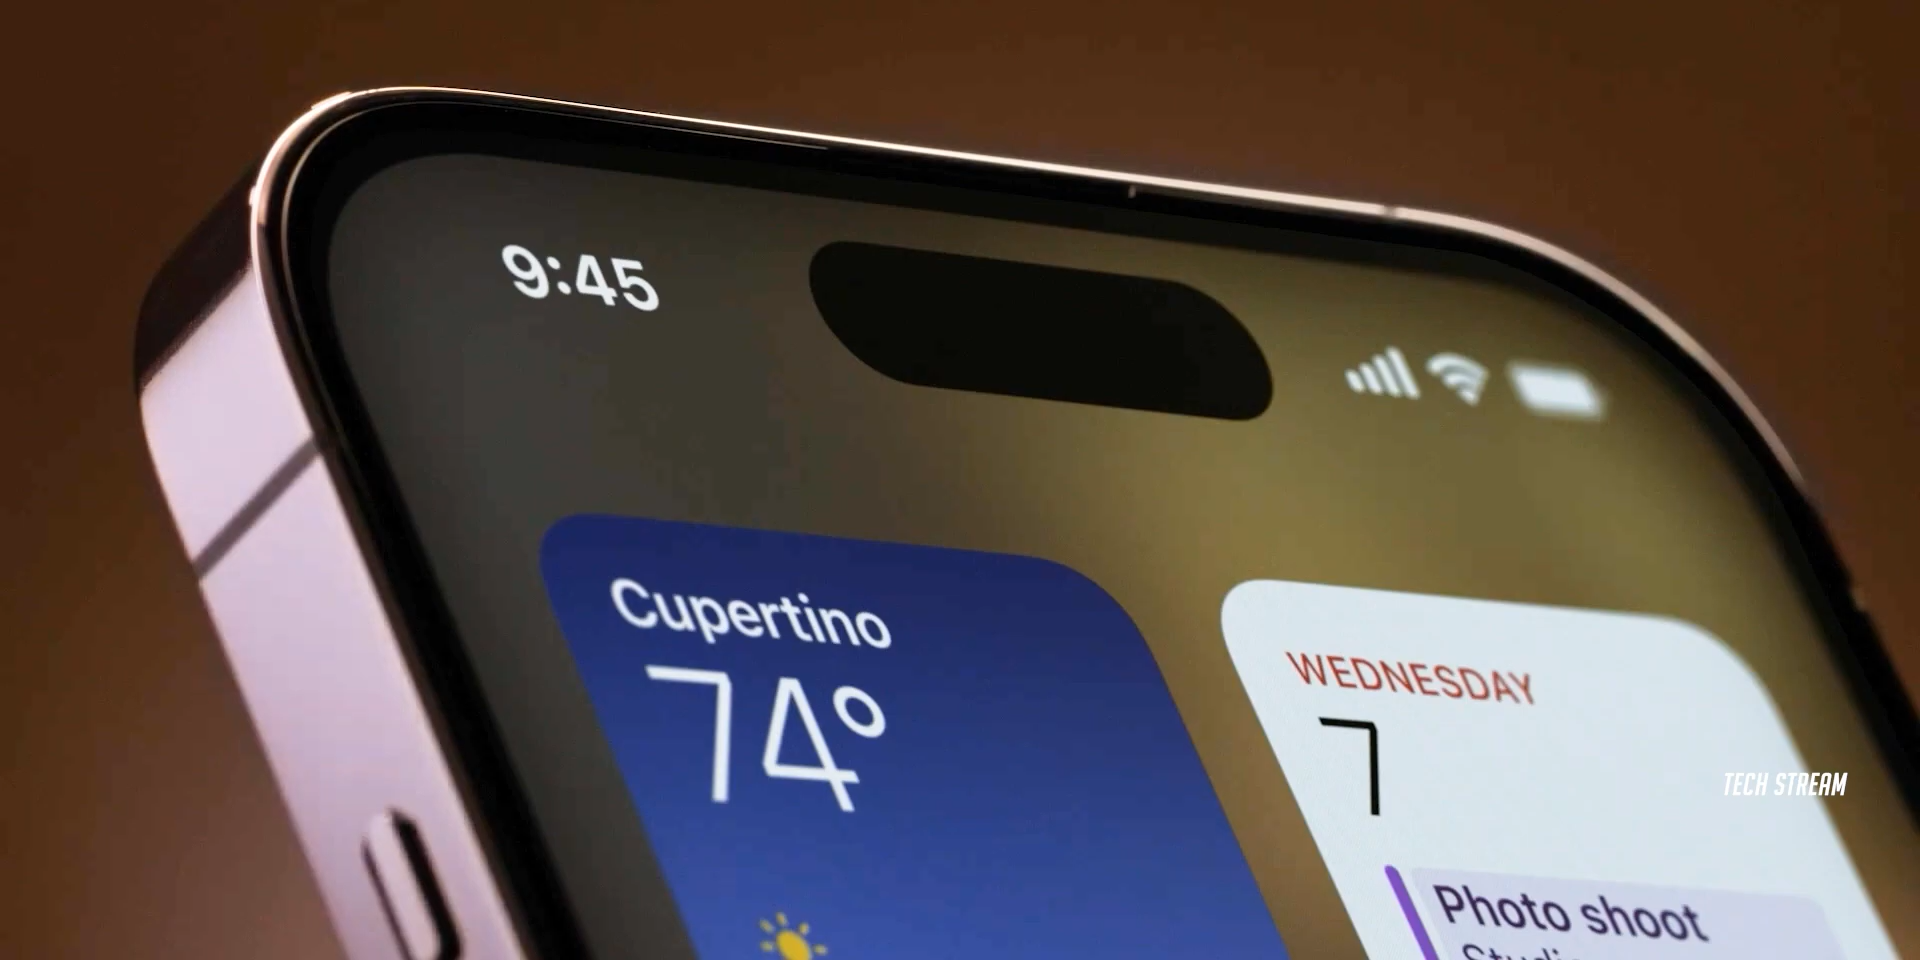 9:45
Cupertino
74°
WEDNESDAY
7
TECH STREAM
Photo shoot